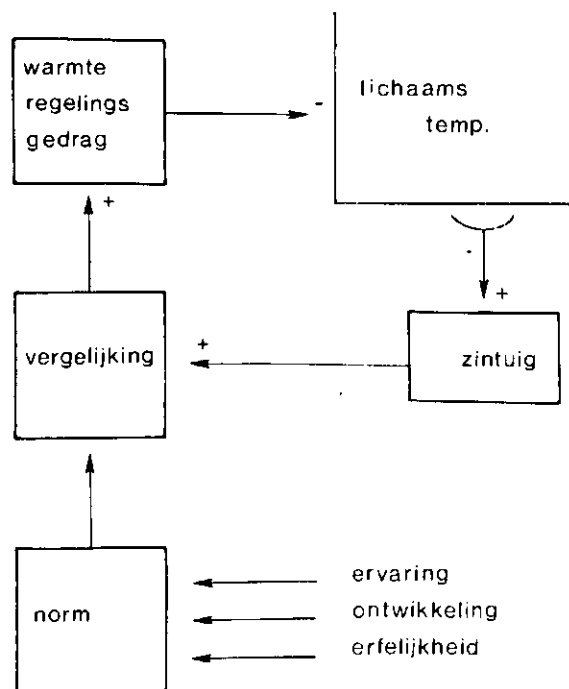 warmte
regelings
gedrag
-
lichaams
temp.
+
-
+
vergelijking
+
zintuig
norm
ervaring
ontwikkeling
erfelijkheid